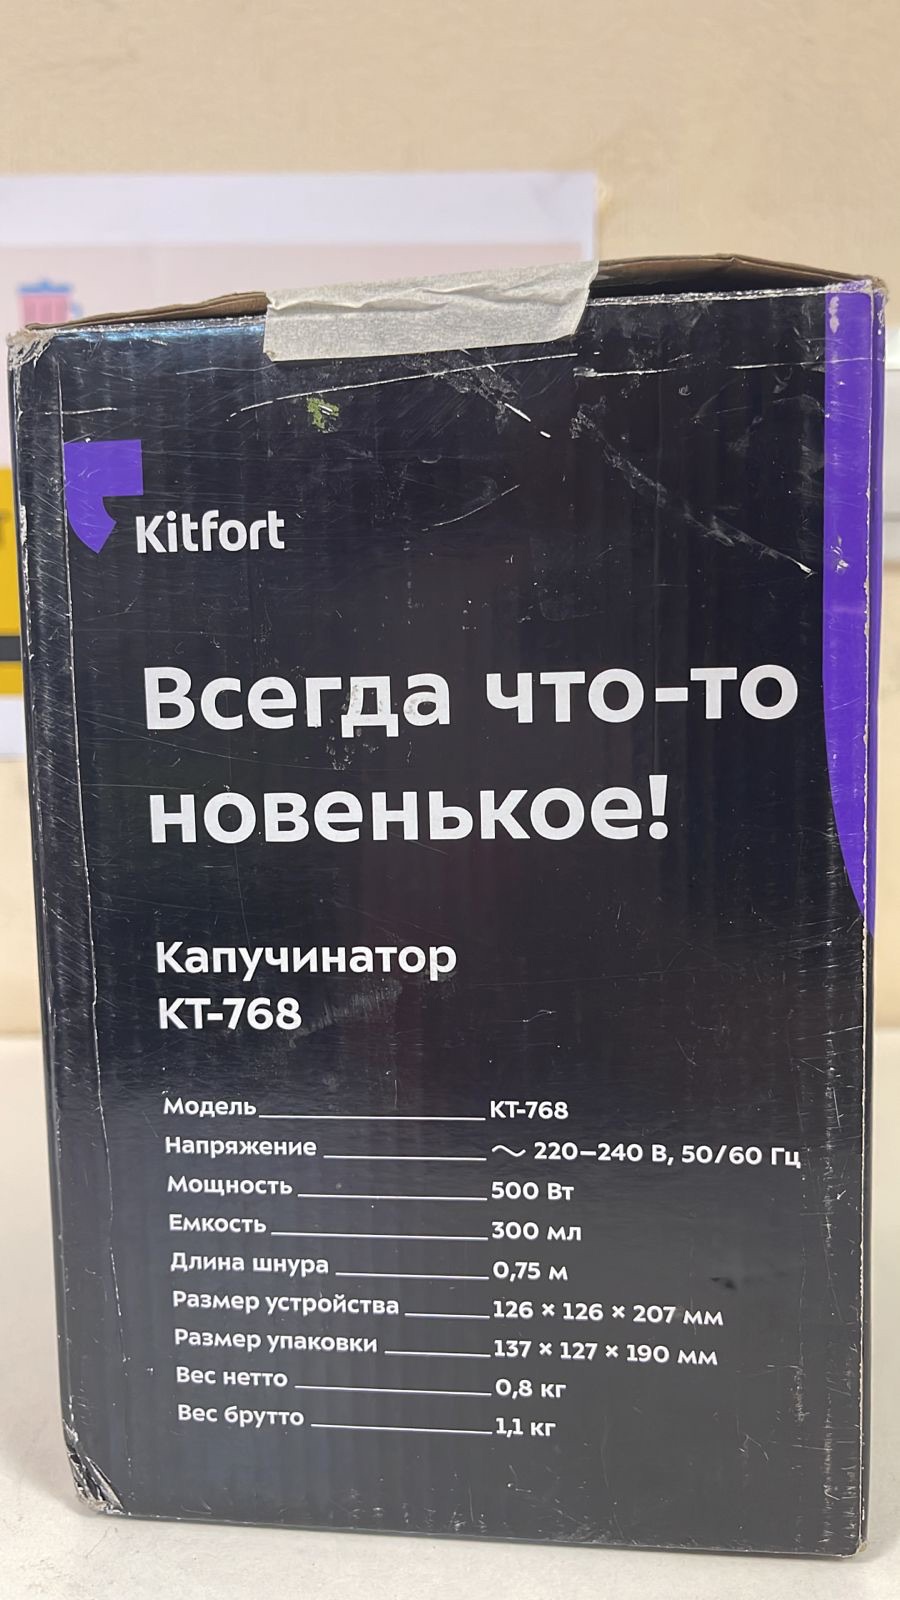 Kitfort
Всегда что-то
новенькое!
Капучинатор
КТ-768
Модель КТ-768
Напряжение ~ 220–240 В, 50/60 Гц
Мощность 500 Вт
Емкость 300 мл
Длина шнура 0,75 м
Размер устройства 126 × 126 × 207 мм
Размер упаковки 137 × 127 × 190 мм
Вес нетто 0,8 кг
Вес брутто 1,1 кг